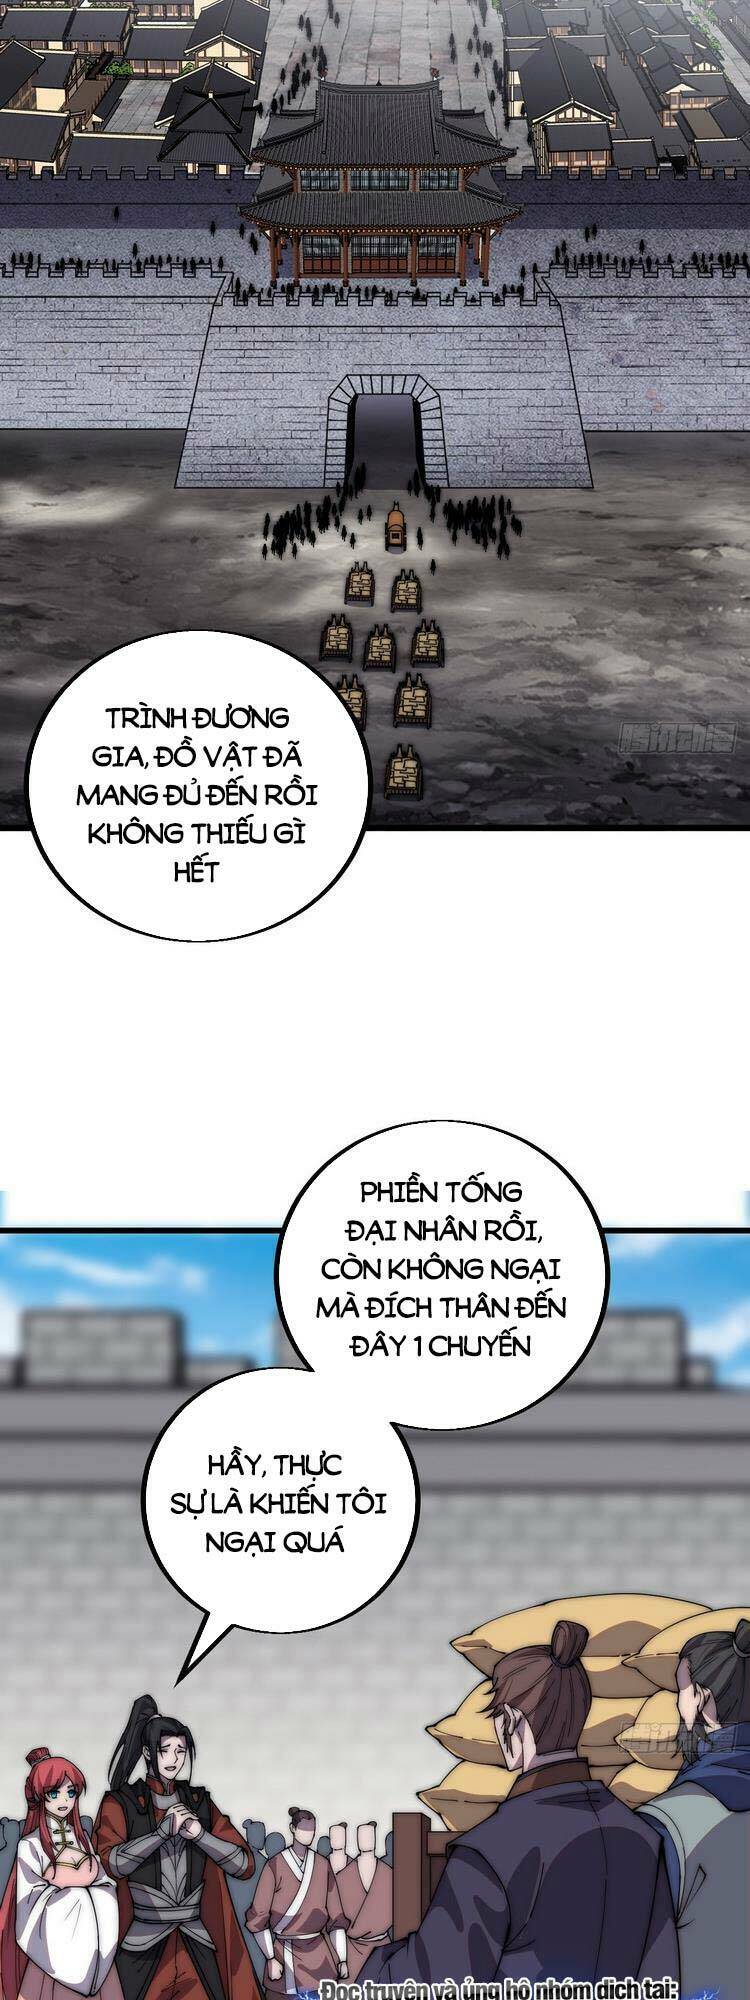 TRÌNH ĐƯƠNG
GIA, ĐỒ VẬT ĐÃ
MANG ĐỦ ĐẾN RỒI
KHÔNG THIẾU GÌ
HẾT
PHIỀN TỐNG
ĐẠI NHÂN RỒI,
CÒN KHÔNG NGẠI
MÀ ĐÍCH THÂN ĐẾN
ĐÂY 1 CHUYẾN
HẦY, THỰC
SỰ LÀ KHIẾN TÔI
NGẠI QUÁ
Đọc truyện và ủng hộ nhóm dịch tại: